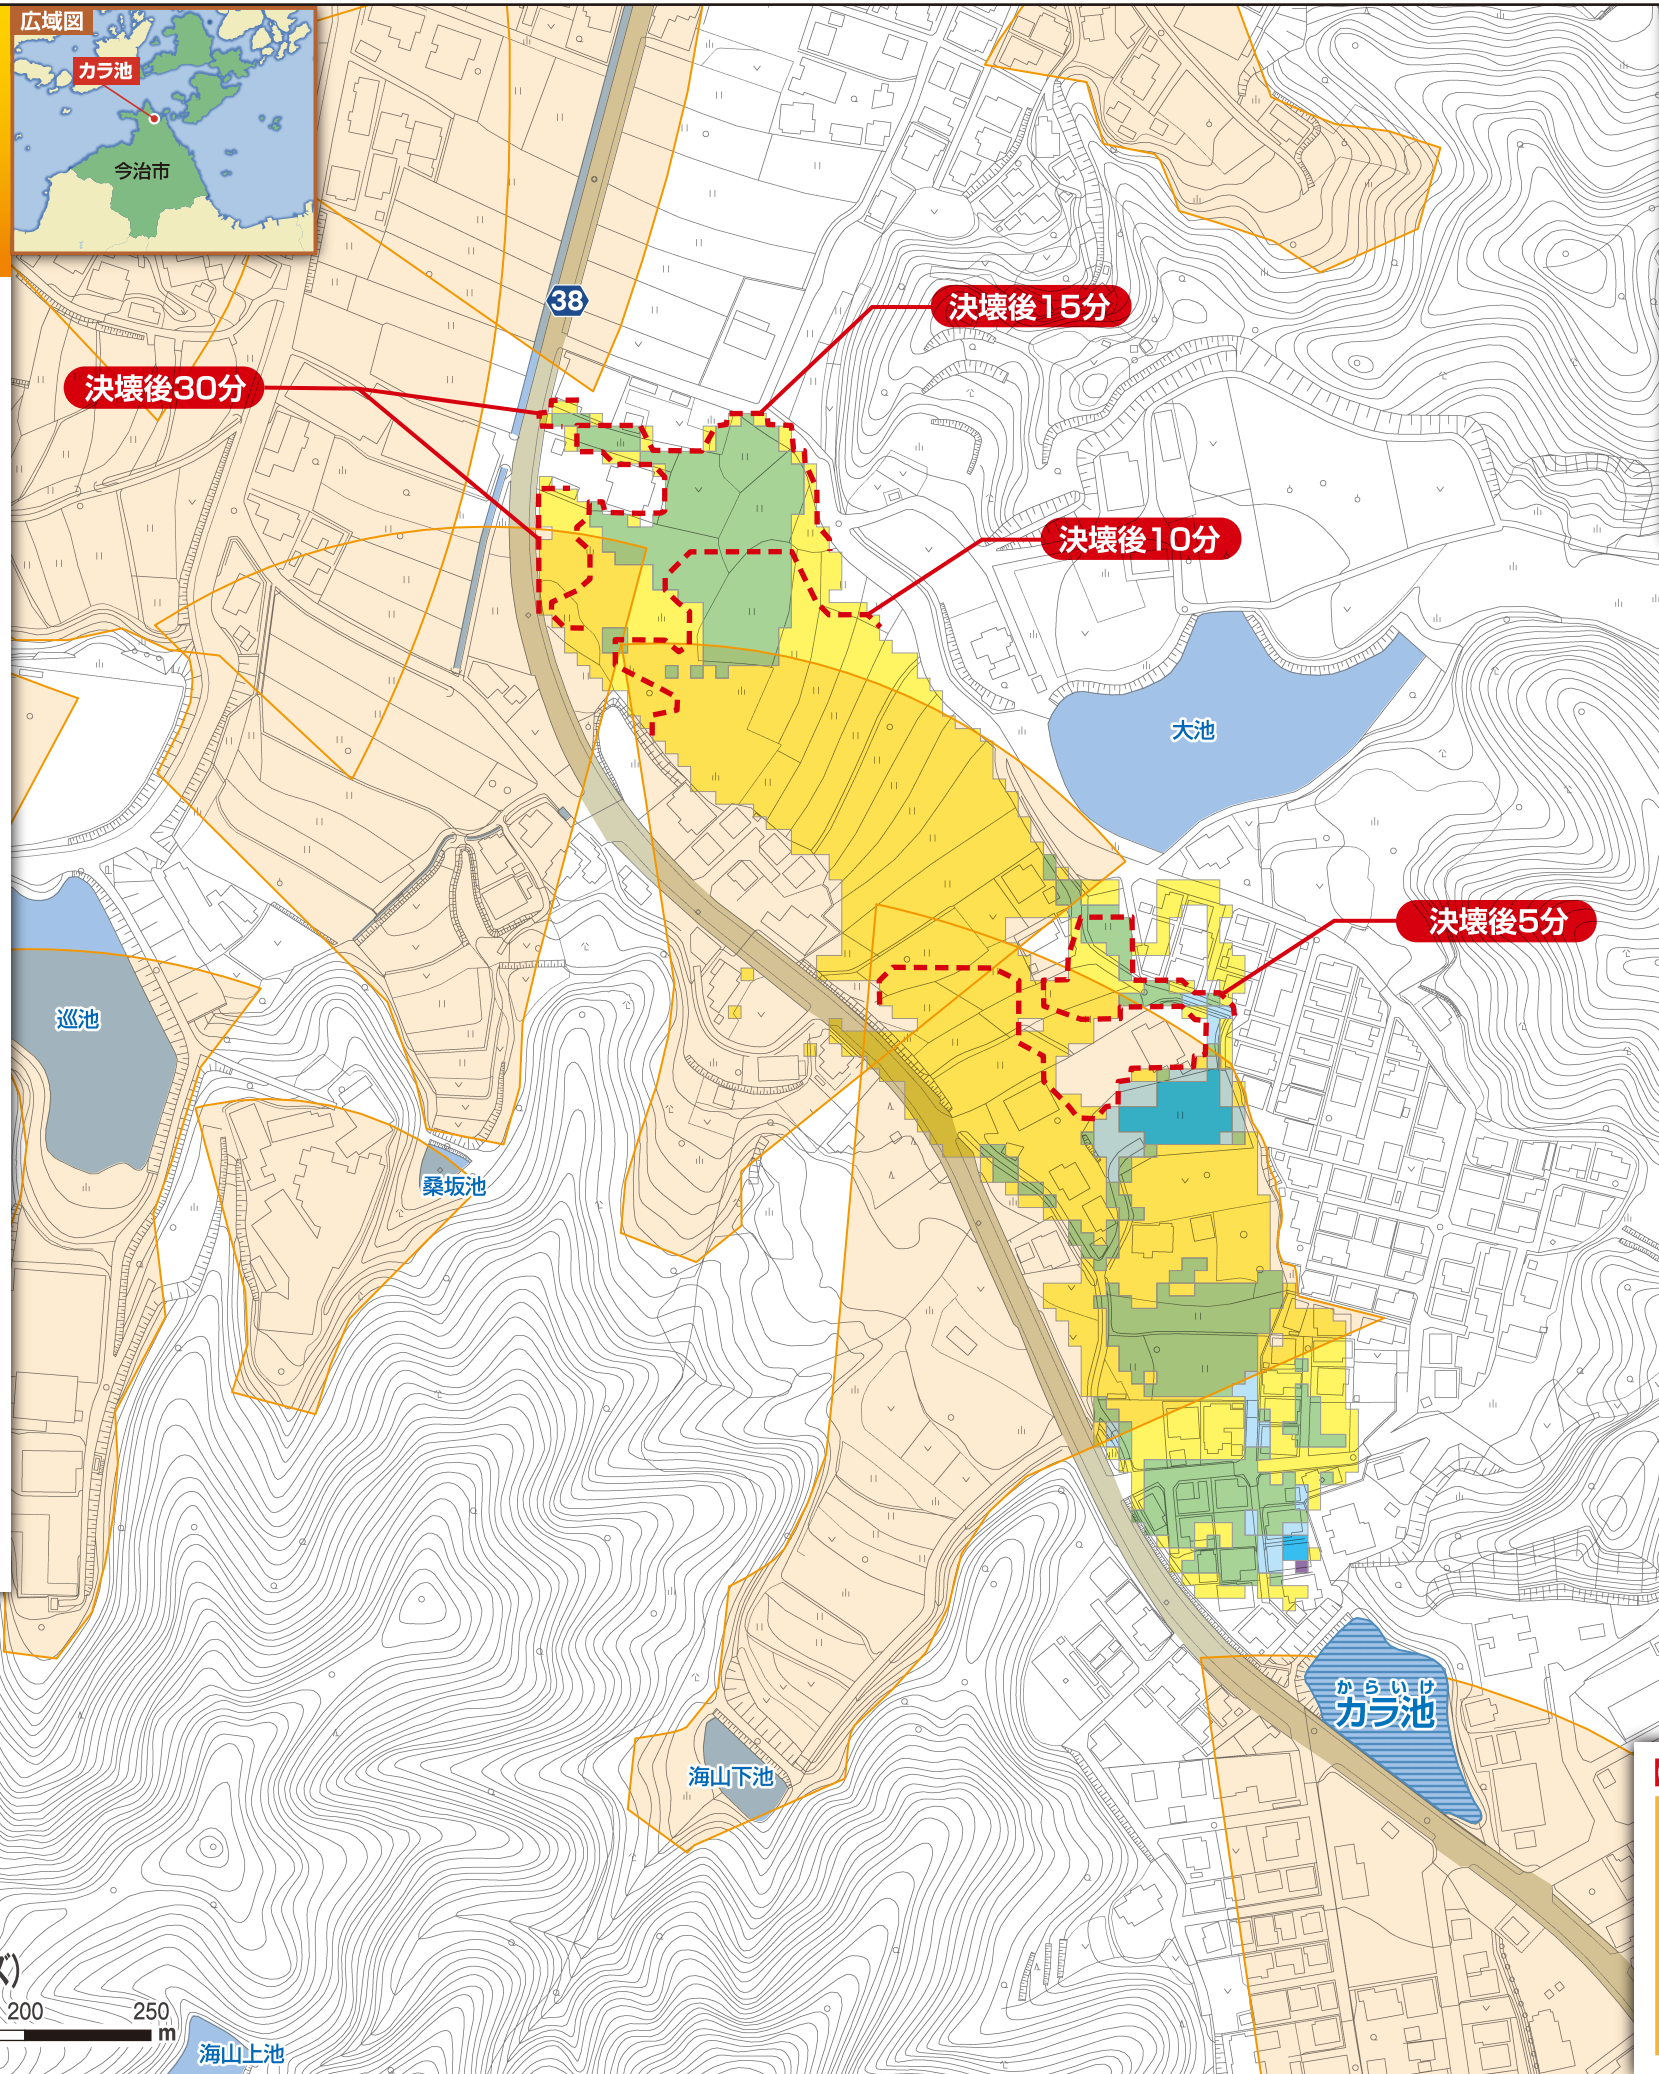 広域図
カラ池
今治市
38
決壊後15分
決壊後30分
決壊後10分
大池
決壊後5分
巡池
桑坂池
からいけ
カラ池
海山下池
ズ)
200
250
m
海山上池